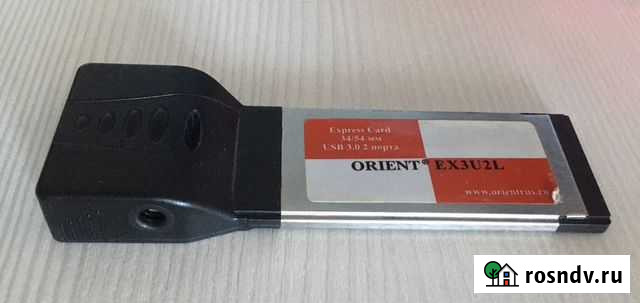 Express Card
34/54 мм
USB 3.0 2 порта
ORIENT® EX3U2L
www.orientrus.ru
rosndv.ru